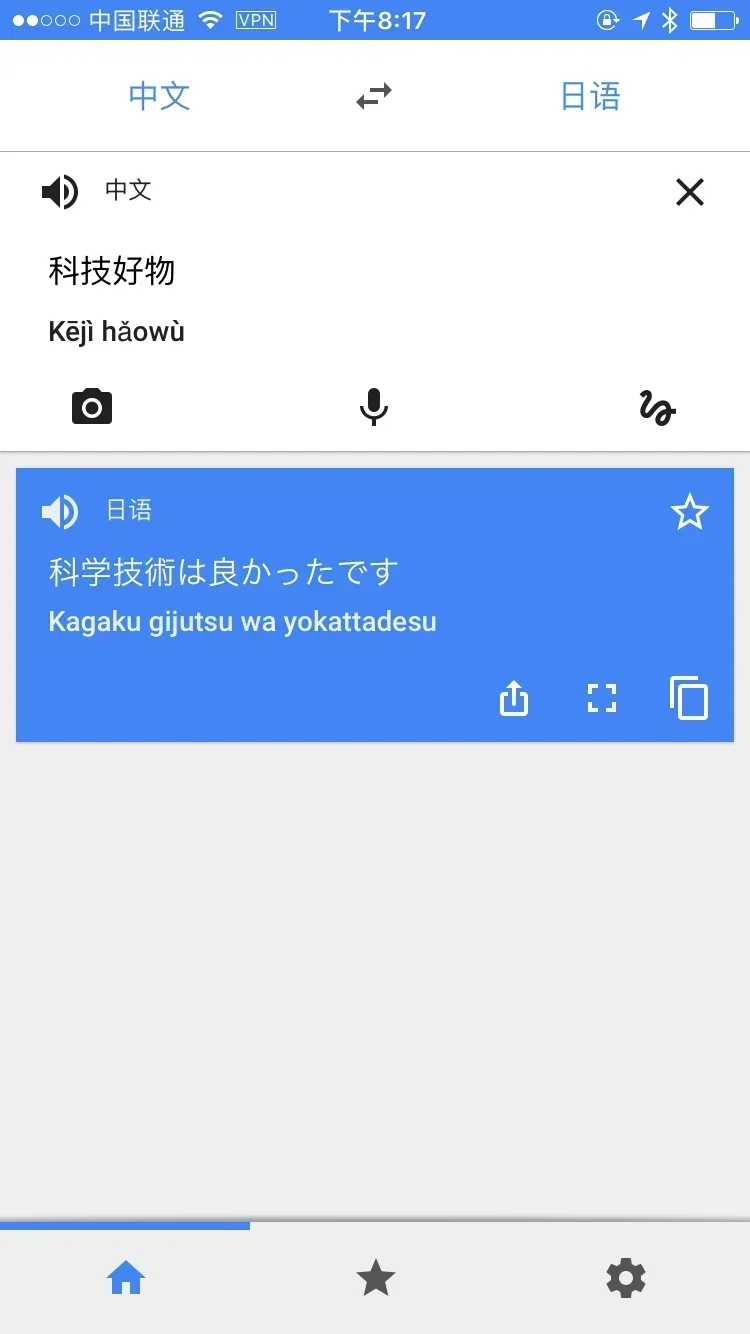 中国联通 VPN 下午8:17
中文 日语
中文
科技好物
Kējì hǎowù
日语
科学技術は良かったです
Kagaku gijutsu wa yokattadesu